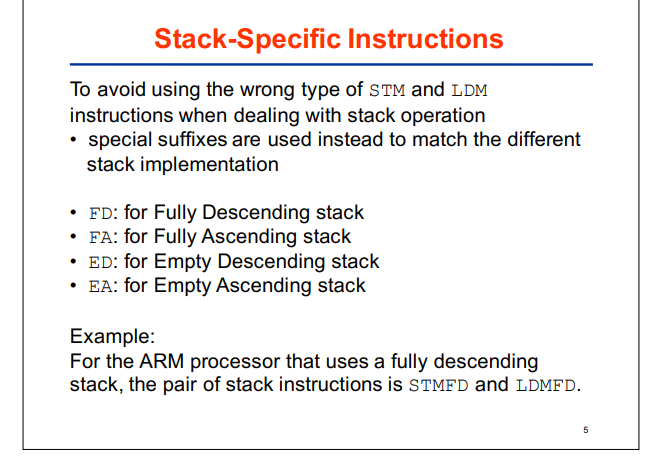 Stack-Specific Instructions
To avoid using the wrong type of STM and LDM
instructions when dealing with stack operation
• special suffixes are used instead to match the different
stack implementation
• FD: for Fully Descending stack
• FA: for Fully Ascending stack
• ED: for Empty Descending stack
• EA: for Empty Ascending stack
Example:
For the ARM processor that uses a fully descending
stack, the pair of stack instructions is STMFD and LDMFD.
5